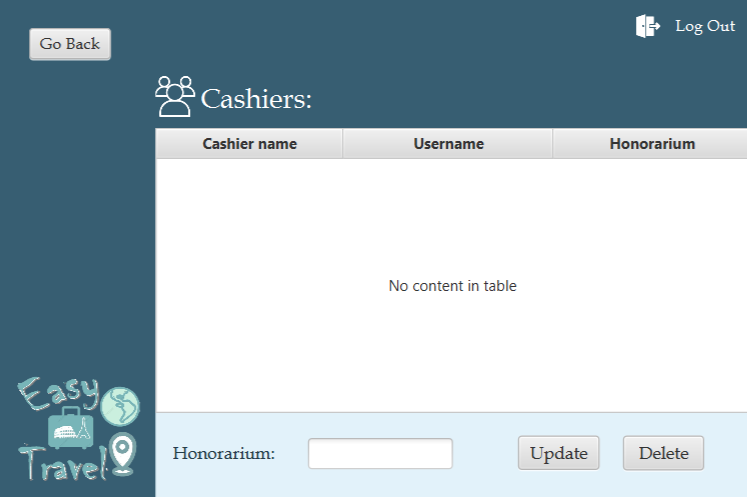 Log Out
Go Back
Cashiers:
Cashier name Username Honorarium
No content in table
Easy
Travel
Honorarium: Update Delete